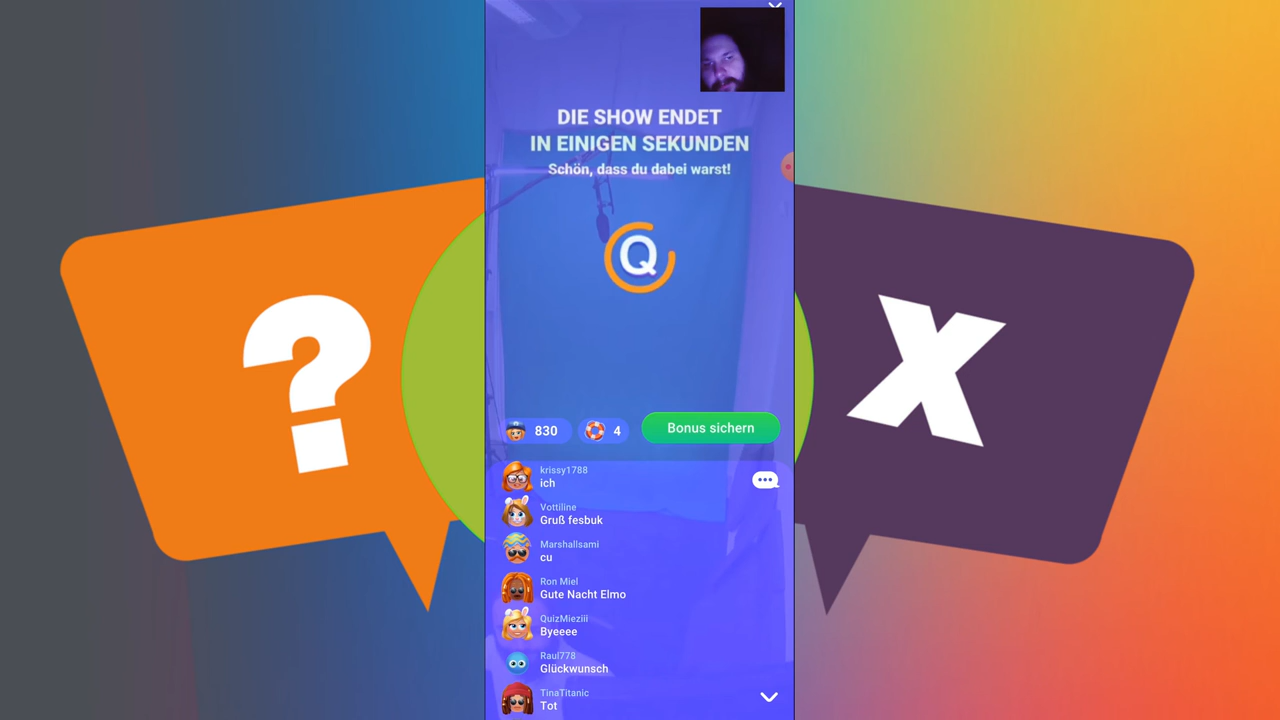 DIE SHOW ENDET
IN EINIGEN SEKUNDEN
Schön, dass du dabei warst!
Q
?
X
830
4
Bonus sichern
krissy1788
ich
Vottiline
Gruß fesbuk
Marshallsami
cu
Ron Miel
Gute Nacht Elmo
QuizMieziii
Byeeee
Raul778
Glückwunsch
TinaTitanic
Tot